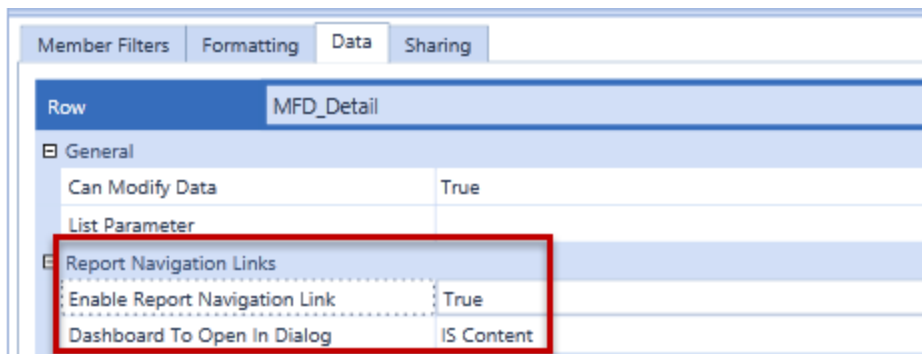 Member Filters Formatting Data Sharing
Row MFD_Detail
General
Can Modify Data True
List Parameter
Report Navigation Links
Enable Report Navigation Link True
Dashboard To Open In Dialog IS Content